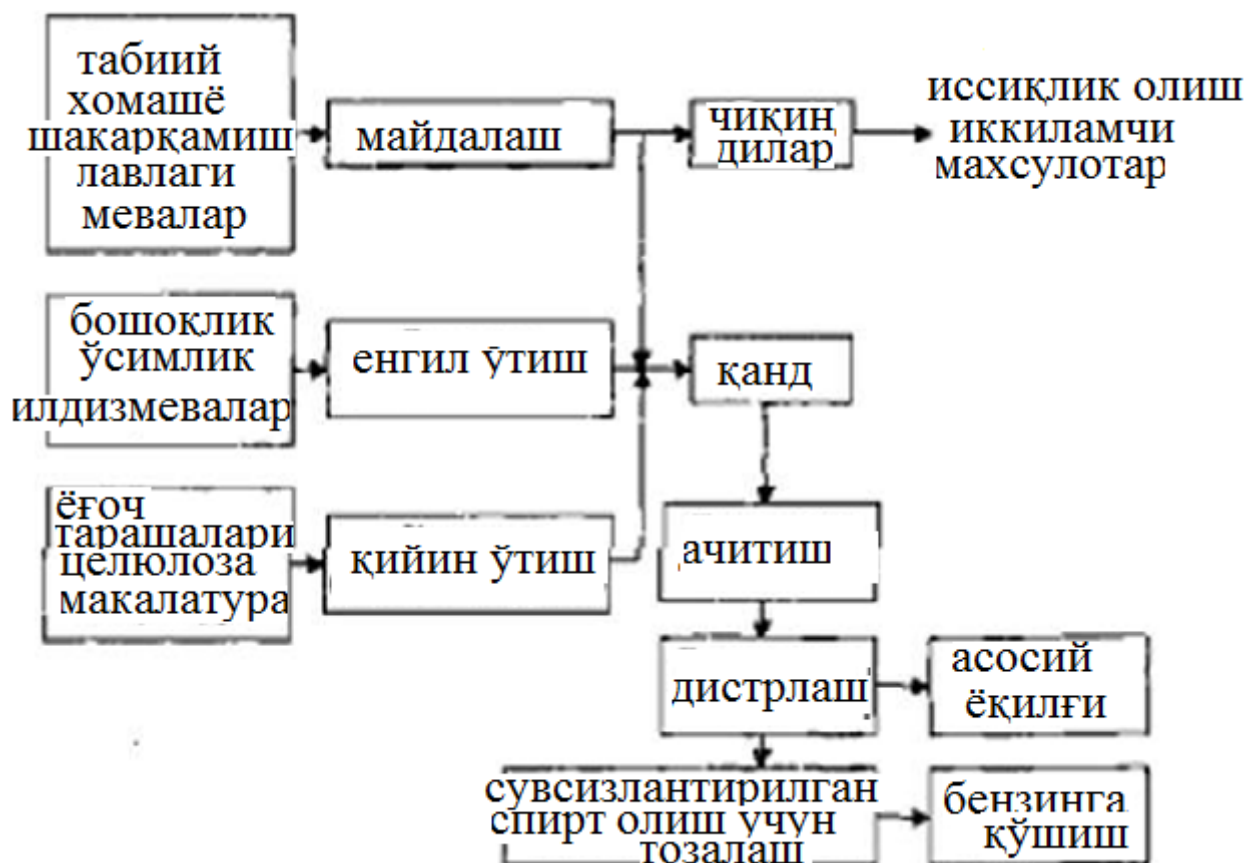 табиий
хомашё
шакарқамиш
лавлаги
мевалар
майдалаш
чиқин
дилар
иссиқлик олиш
иккиламчи
махсулотар
бошоқлик
ўсимлик
илдизмевалар
енгил ўтиш
қанд
ёғоч
тарашалари
целюлоза
макалатура
қийин ўтиш
ачитиш
дистрлаш
асосий
ёқилғи
сувсизлантирилган
спирт олиш учун
тозалаш
бензинга
қўшиш